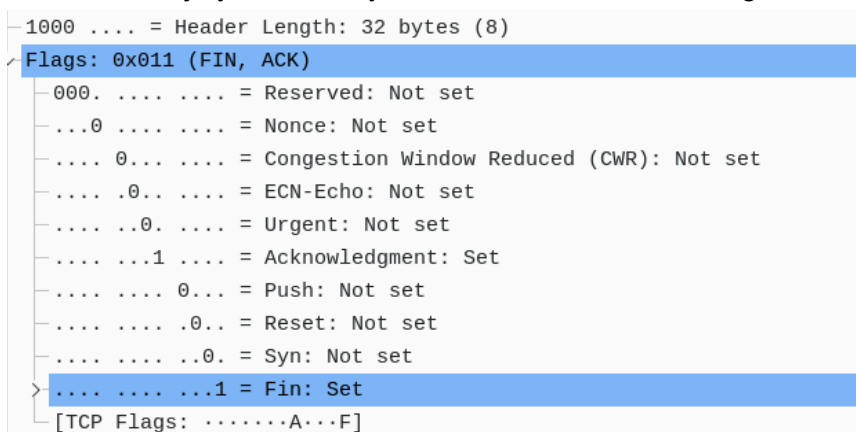 1000 .... = Header Length: 32 bytes (8)
Flags: 0x011 (FIN, ACK)
000. .... .... = Reserved: Not set
...0 .... .... = Nonce: Not set
.... 0... .... = Congestion Window Reduced (CWR): Not set
.... .0.. .... = ECN-Echo: Not set
.... ..0. .... = Urgent: Not set
.... ...1 .... = Acknowledgment: Set
.... .... 0... = Push: Not set
.... .... .0.. = Reset: Not set
.... .... ..0. = Syn: Not set
.... .... ...1 = Fin: Set
[TCP Flags: ·······A···F]